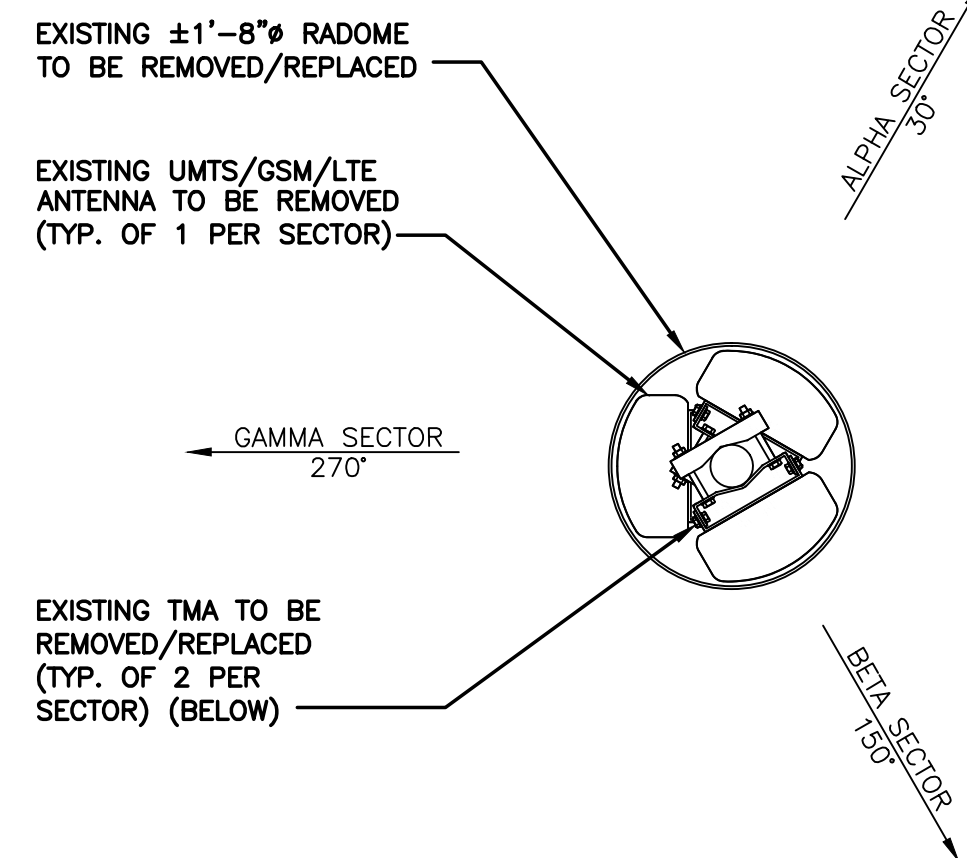 EXISTING ±1'-8"ø RADOME
TO BE REMOVED/REPLACED
ALPHA SECTOR
30°
EXISTING UMTS/GSM/LTE
ANTENNA TO BE REMOVED
(TYP. OF 1 PER SECTOR)
GAMMA SECTOR
270°
EXISTING TMA TO BE
REMOVED/REPLACED
(TYP. OF 2 PER
SECTOR) (BELOW)
BETA SECTOR
150°